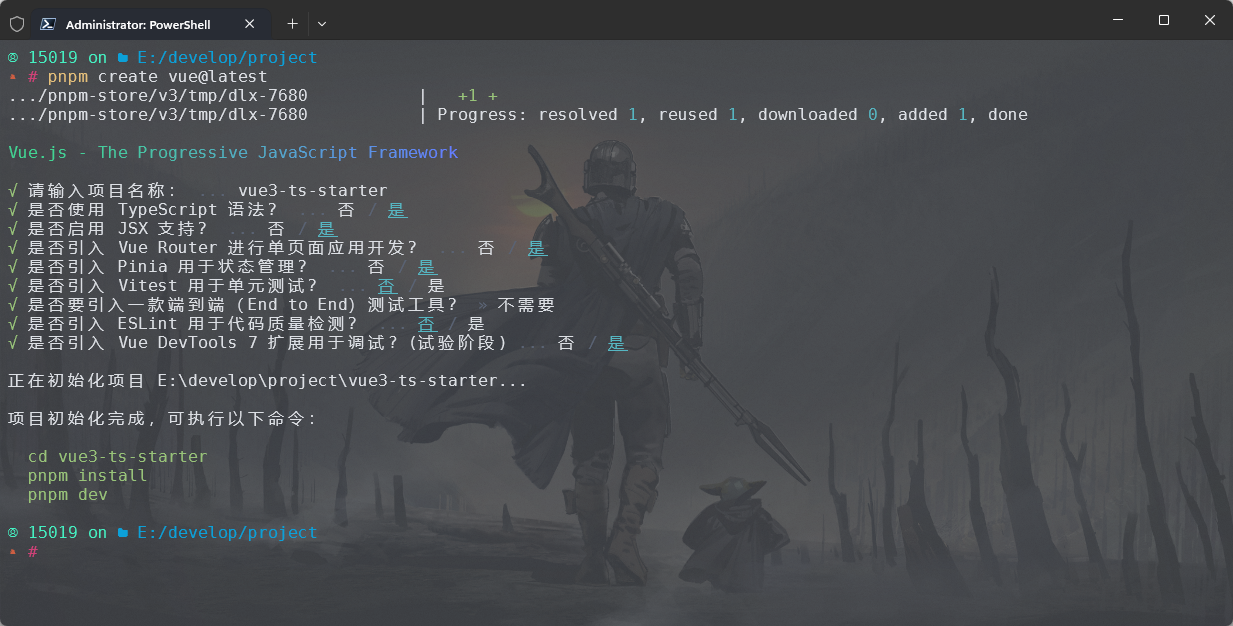 Administrator: PowerShell
@ 15019 on E:/develop/project
# pnpm create vue@latest
.../pnpm-store/v3/tmp/dlx-7680 | +1 +
.../pnpm-store/v3/tmp/dlx-7680 | Progress: resolved 1, reused 1, downloaded 0, added 1, done
Vue.js - The Progressive JavaScript Framework
√ 请输入项目名称: ... vue3-ts-starter
√ 是否使用 TypeScript 语法? ... 否 / 是
√ 是否启用 JSX 支持? ... 否 / 是
√ 是否引入 Vue Router 进行单页面应用开发? ... 否 / 是
√ 是否引入 Pinia 用于状态管理? ... 否 / 是
√ 是否引入 Vitest 用于单元测试? ... 否 / 是
√ 是否要引入一款端到端 (End to End) 测试工具? » 不需要
√ 是否引入 ESLint 用于代码质量检测? ... 否 / 是
√ 是否引入 Vue DevTools 7 扩展用于调试? (试验阶段) ... 否 / 是
正在初始化项目 E:\develop\project\vue3-ts-starter...
项目初始化完成，可执行以下命令:
cd vue3-ts-starter
pnpm install
pnpm dev
@ 15019 on E:/develop/project
#